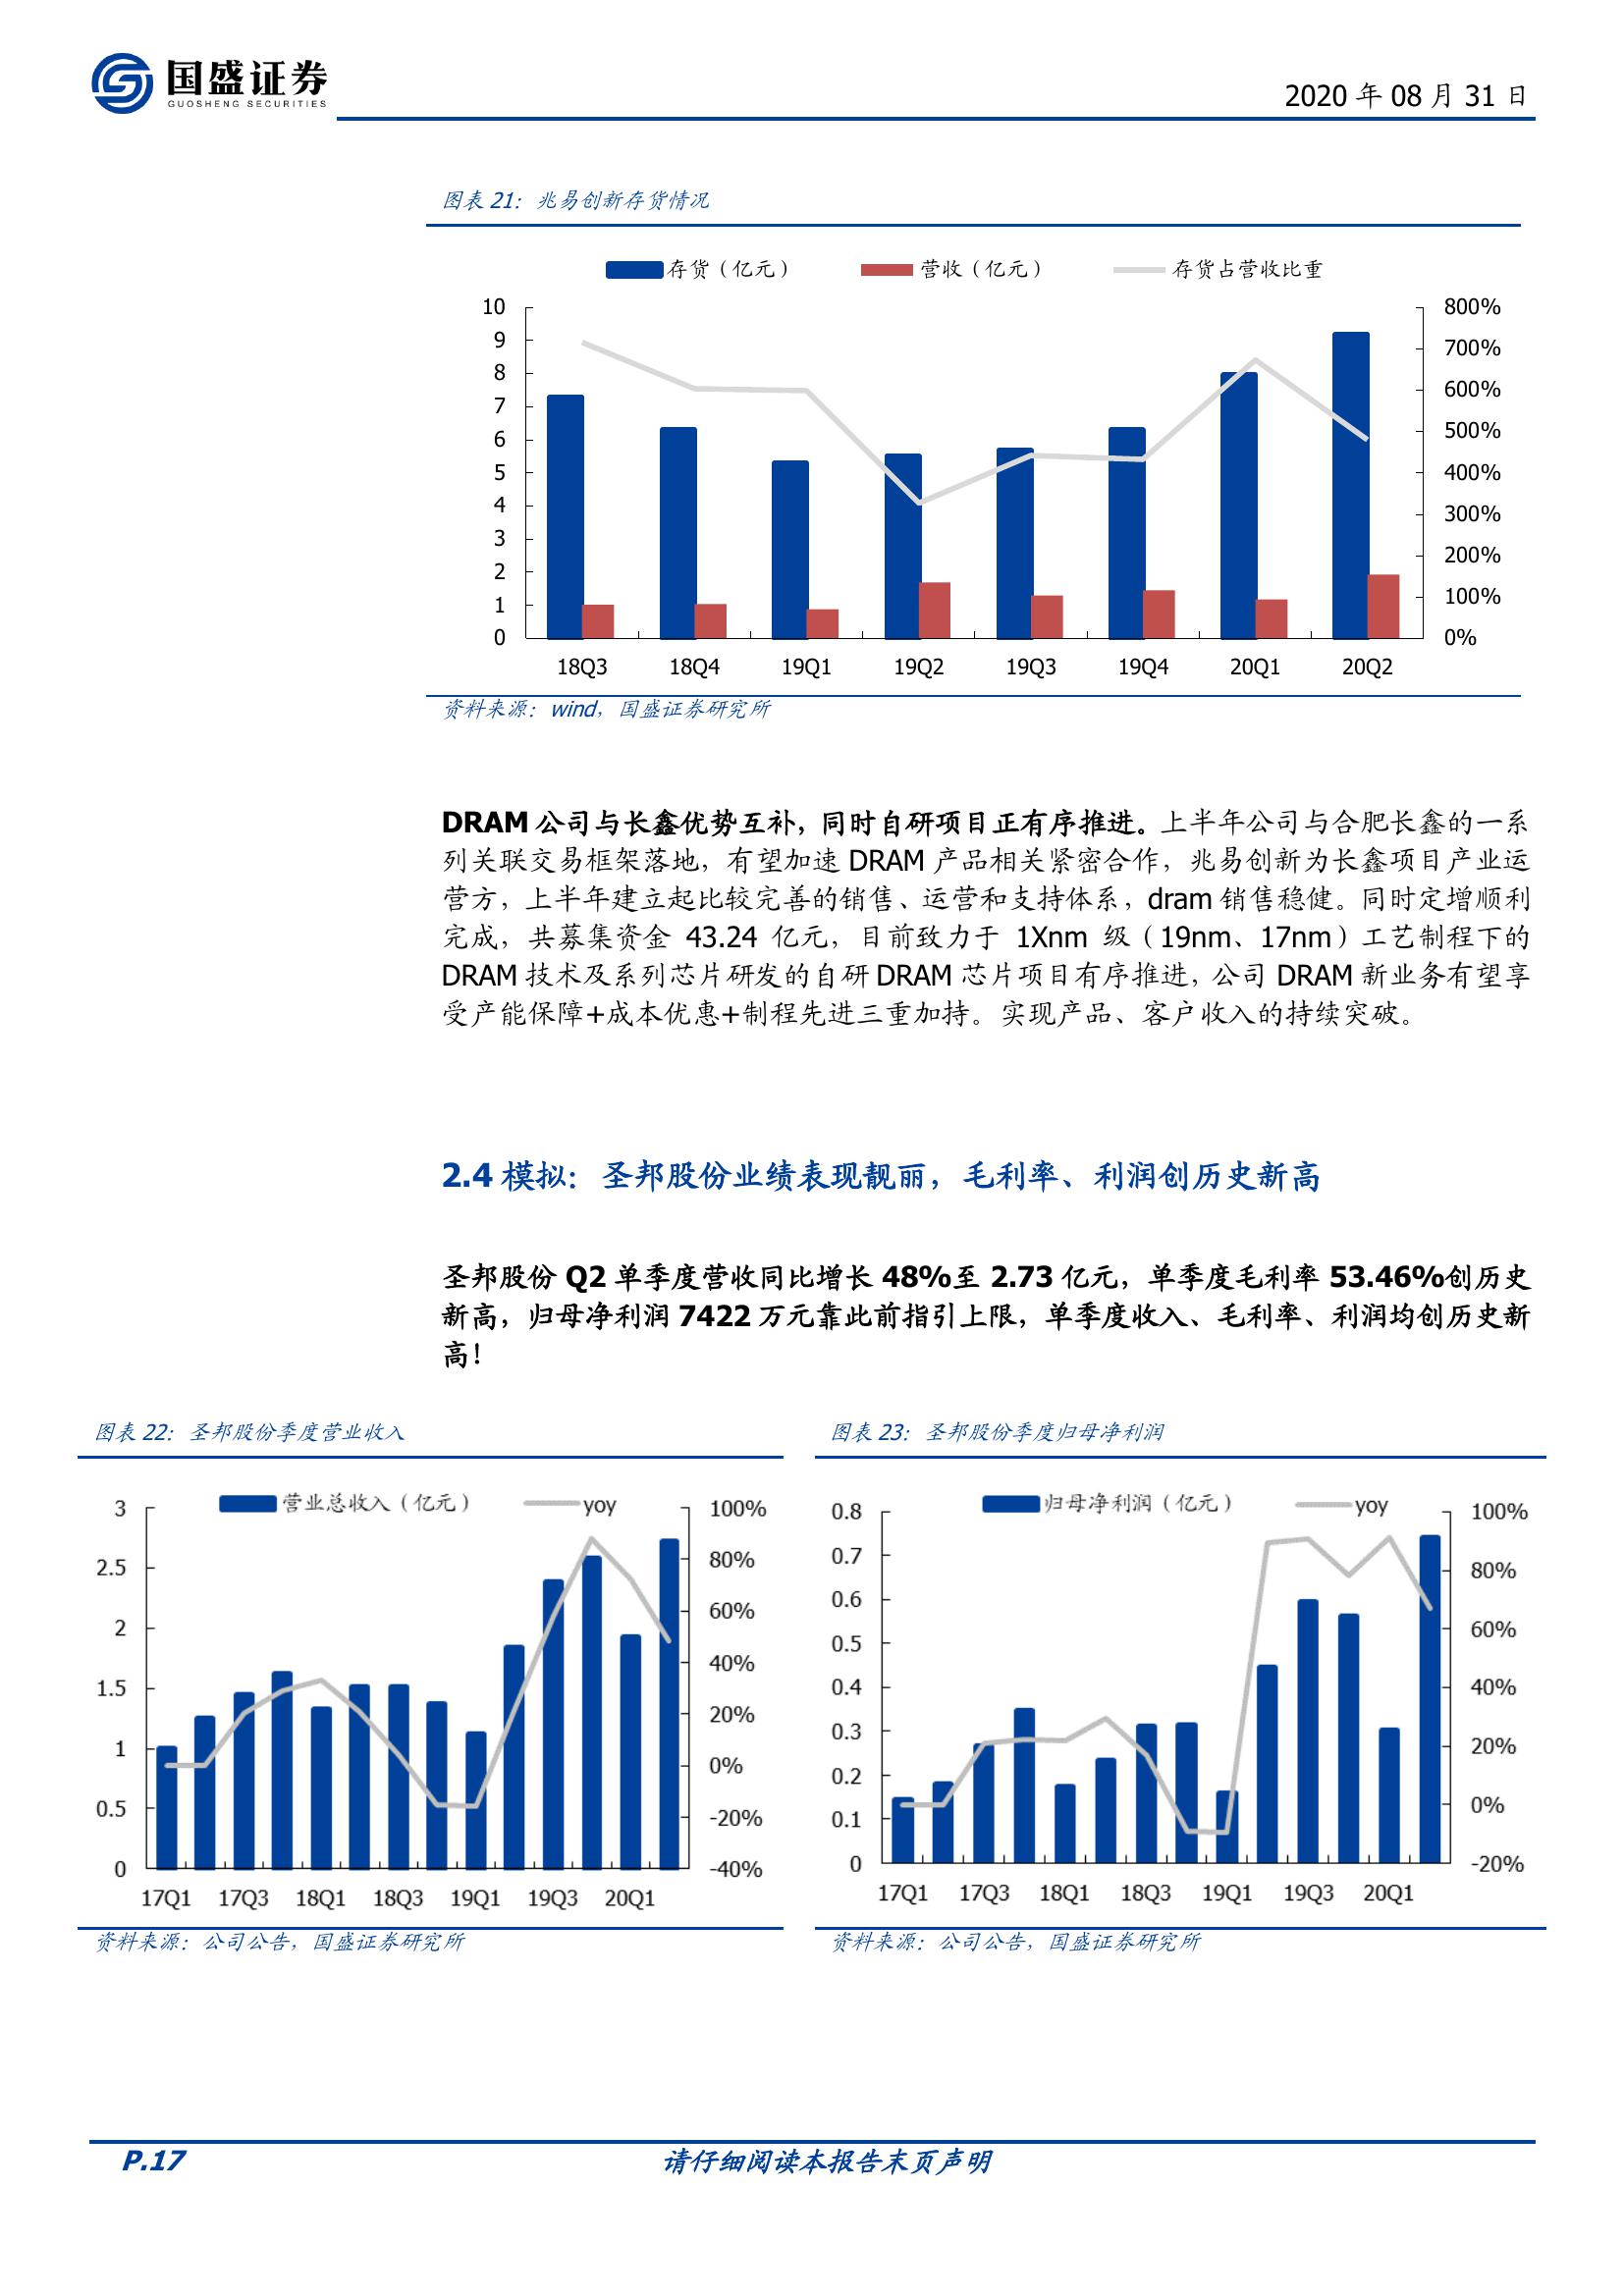 国盛证券
GUOSHENG SECURITIES
2020 年 08 月 31 日
图表 21：兆易创新存货情况
存货（亿元） 营收（亿元） 存货占营收比重
10 800%
9 700%
8 600%
7 500%
6 400%
5 300%
4 200%
3 100%
2 0%
1
0
18Q3 18Q4 19Q1 19Q2 19Q3 19Q4 20Q1 20Q2
资料来源：wind，国盛证券研究所
DRAM 公司与长鑫优势互补，同时自研项目正有序推进。上半年公司与合肥长鑫的一系
列关联交易框架落地，有望加速 DRAM 产品相关紧密合作，兆易创新为长鑫项目产业运
营方，上半年建立起比较完善的销售、运营和支持体系，dram 销售稳健。同时定增顺利
完成，共募集资金 43.24 亿元，目前致力于 1Xnm 级（19nm、17nm）工艺制程下的
DRAM 技术及系列芯片研发的自研 DRAM 芯片项目有序推进，公司 DRAM 新业务有望享
受产能保障+成本优惠+制程先进三重加持。实现产品、客户收入的持续突破。
2.4 模拟：圣邦股份业绩表现靓丽，毛利率、利润创历史新高
圣邦股份 Q2 单季度营收同比增长 48%至 2.73 亿元，单季度毛利率 53.46%创历史
新高，归母净利润 7422 万元靠此前指引上限，单季度收入、毛利率、利润均创历史新
高！
图表 22：圣邦股份季度营业收入
营业总收入（亿元） yoy
3 100%
2.5 80%
2 60%
1.5 40%
1 20%
0.5 0%
0 -20%
-40%
17Q1 17Q3 18Q1 18Q3 19Q1 19Q3 20Q1
资料来源：公司公告，国盛证券研究所
图表 23：圣邦股份季度归母净利润
归母净利润（亿元） yoy
0.8 100%
0.7 80%
0.6 60%
0.5 40%
0.4 20%
0.3 0%
0.2 -20%
0.1
0
17Q1 17Q3 18Q1 18Q3 19Q1 19Q3 20Q1
资料来源：公司公告，国盛证券研究所
P.17 请仔细阅读本报告末页声明